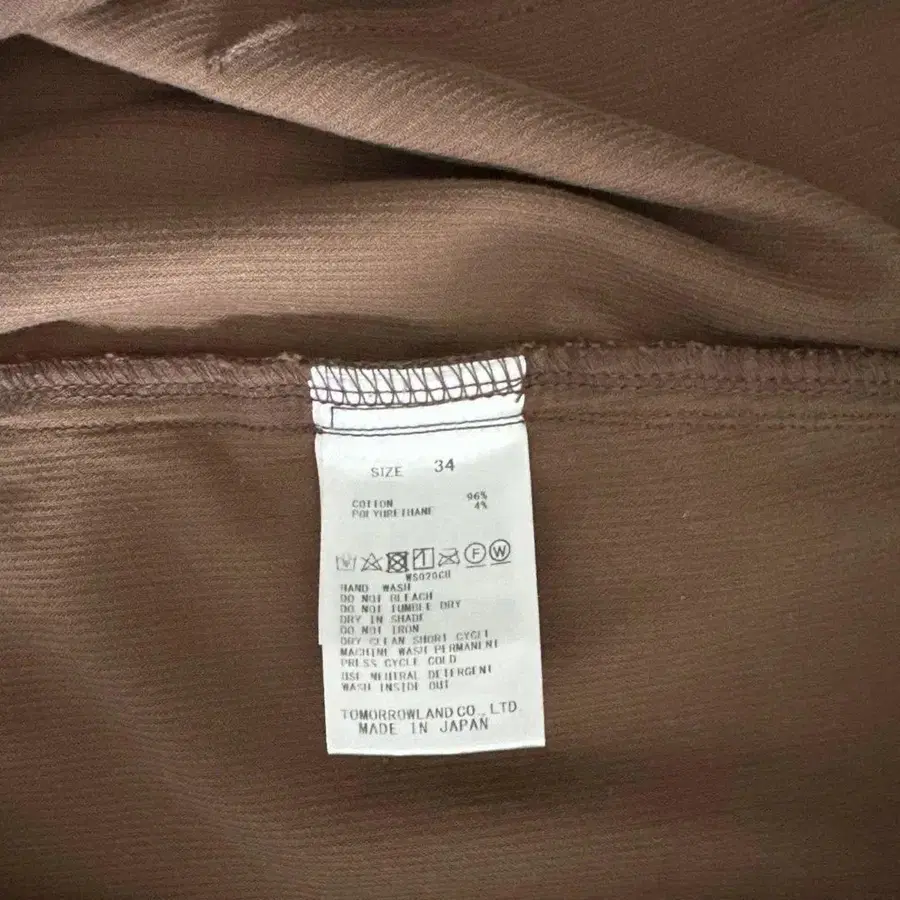 SIZE 34
COTTON 96%
POLYURETHANE 4%
F W
WS020CH
HAND WASH
DO NOT BLEACH
DO NOT TUMBLE DRY
DRY IN SHADE
DO NOT IRON
DRY CLEAN SHORT CYCLE
MACHINE WASH PERMANENT
PRESS CYCLE COLD
USE NEUTRAL DETERGENT
WASH INSIDE OUT
TOMORROWLAND CO., LTD.
MADE IN JAPAN